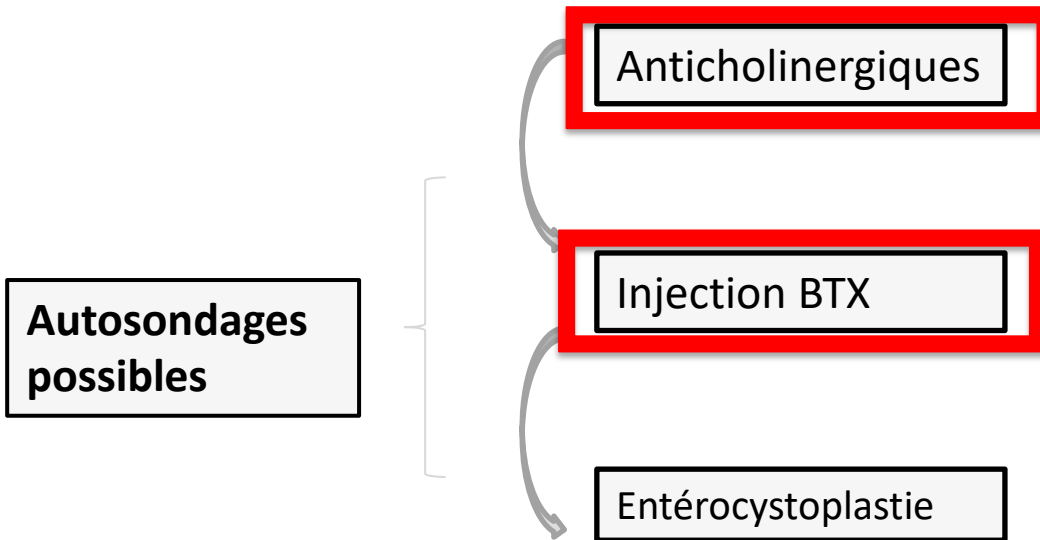 Anticholinergiques
Injection BTX
Autosondages
possibles
Entérocystoplastie